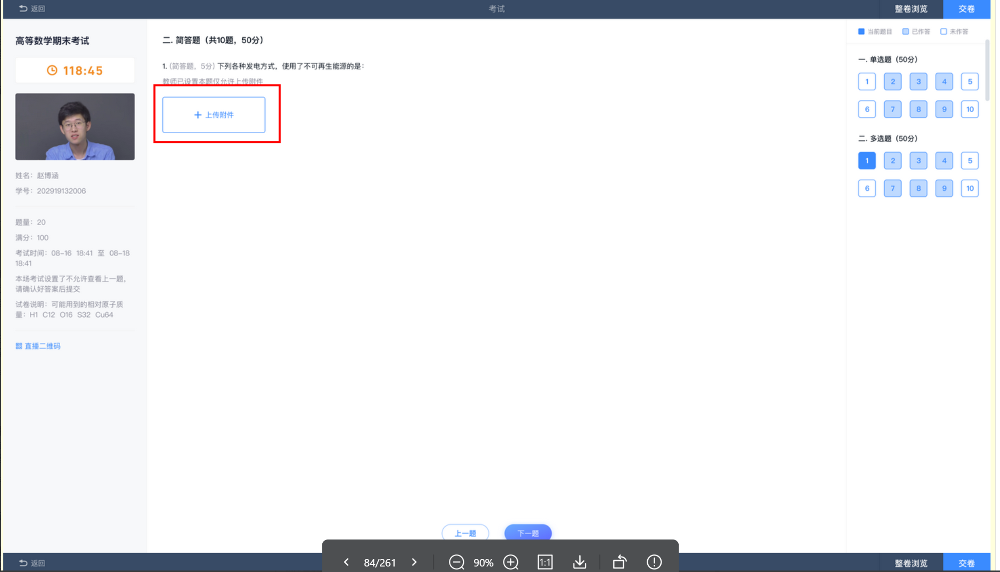 返回
考试
整卷浏览
交卷
高等数学期末考试
118:45
姓名：赵博涵
学号：202919132006
题量：20
满分：100
考试时间：08-16 18:41 至 08-18
18:41
本场考试设置了不允许查看上一题，
请确认好答案后提交
试卷说明：可能用到的相对原子质
量：H1 C12 O16 S32 Cu64
直播二维码
二. 简答题（共10题，50分）
1. (简答题，5分) 下列各种发电方式，使用了不可再生能源的是：
教师已设置本题仅允许上传附件
+ 上传附件
上一题
下一题
当前题目 已作答 未作答
一. 单选题（50分）
1 2 3 4 5
6 7 8 9 10
二. 多选题（50分）
1 2 3 4 5
6 7 8 9 10
返回
84/261
90%
1:1
整卷浏览
交卷